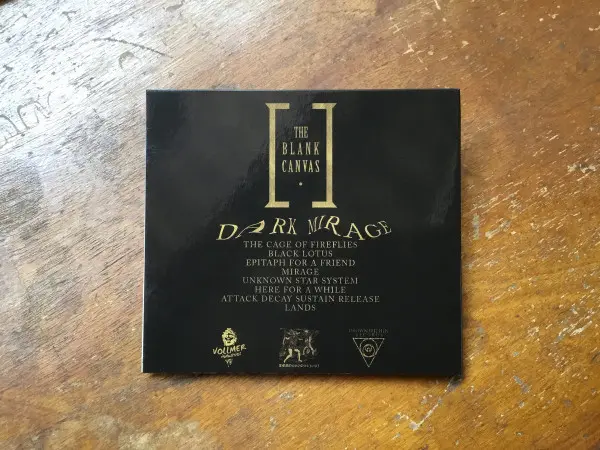 THE
BLANK
CANVAS
DARK MIRAGE
THE CAGE OF FIREFLIES
BLACK LOTUS
EPITAPH FOR A FRIEND
MIRAGE
UNKNOWN STAR SYSTEM
HERE FOR A WHILE
ATTACK DECAY SUSTAIN RELEASE
LANDS
VOLLMER